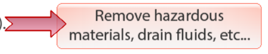 ).
Remove hazardous
materials, drain fluids, etc...